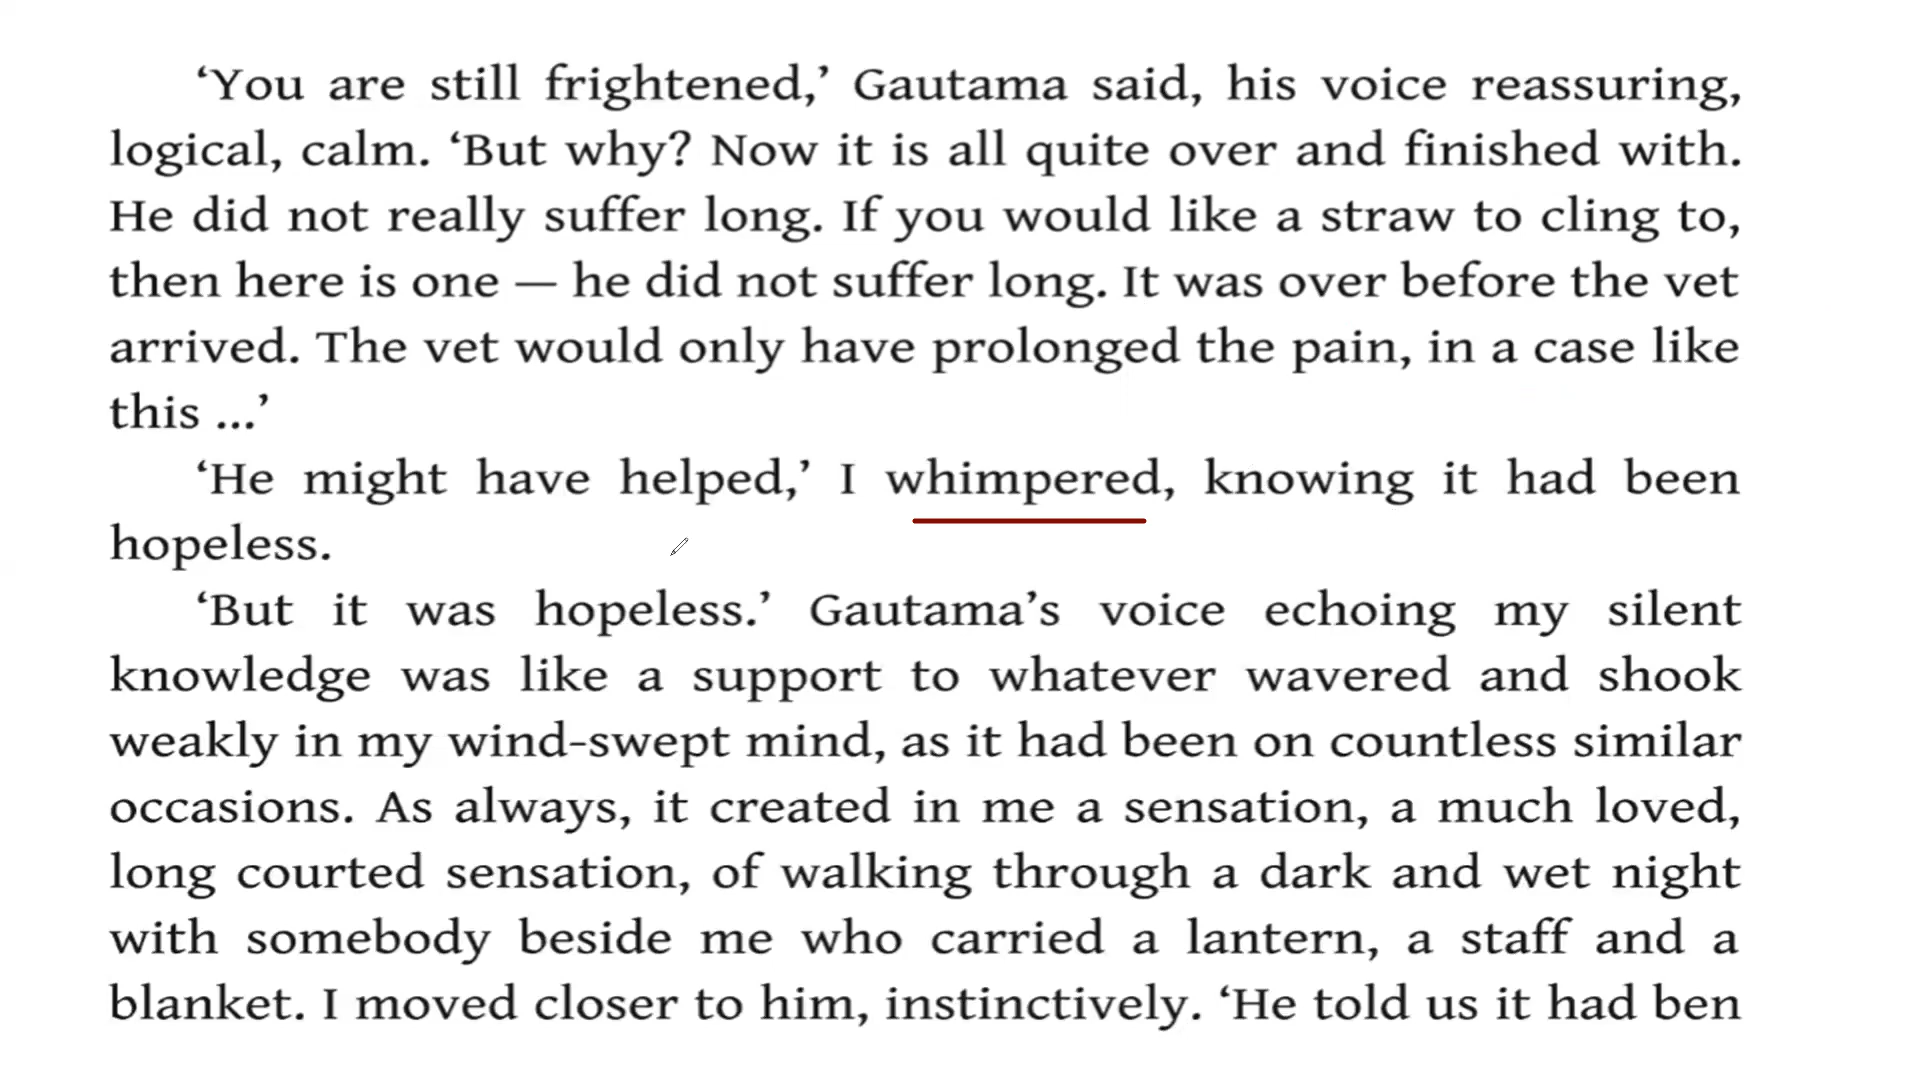 ‘You are still frightened,’ Gautama said, his voice reassuring,
logical, calm. ‘But why? Now it is all quite over and finished with.
He did not really suffer long. If you would like a straw to cling to,
then here is one — he did not suffer long. It was over before the vet
arrived. The vet would only have prolonged the pain, in a case like
this ...’
‘He might have helped,’ I whimpered, knowing it had been
hopeless.
‘But it was hopeless.’ Gautama’s voice echoing my silent
knowledge was like a support to whatever wavered and shook
weakly in my wind-swept mind, as it had been on countless similar
occasions. As always, it created in me a sensation, a much loved,
long courted sensation, of walking through a dark and wet night
with somebody beside me who carried a lantern, a staff and a
blanket. I moved closer to him, instinctively. ‘He told us it had ben